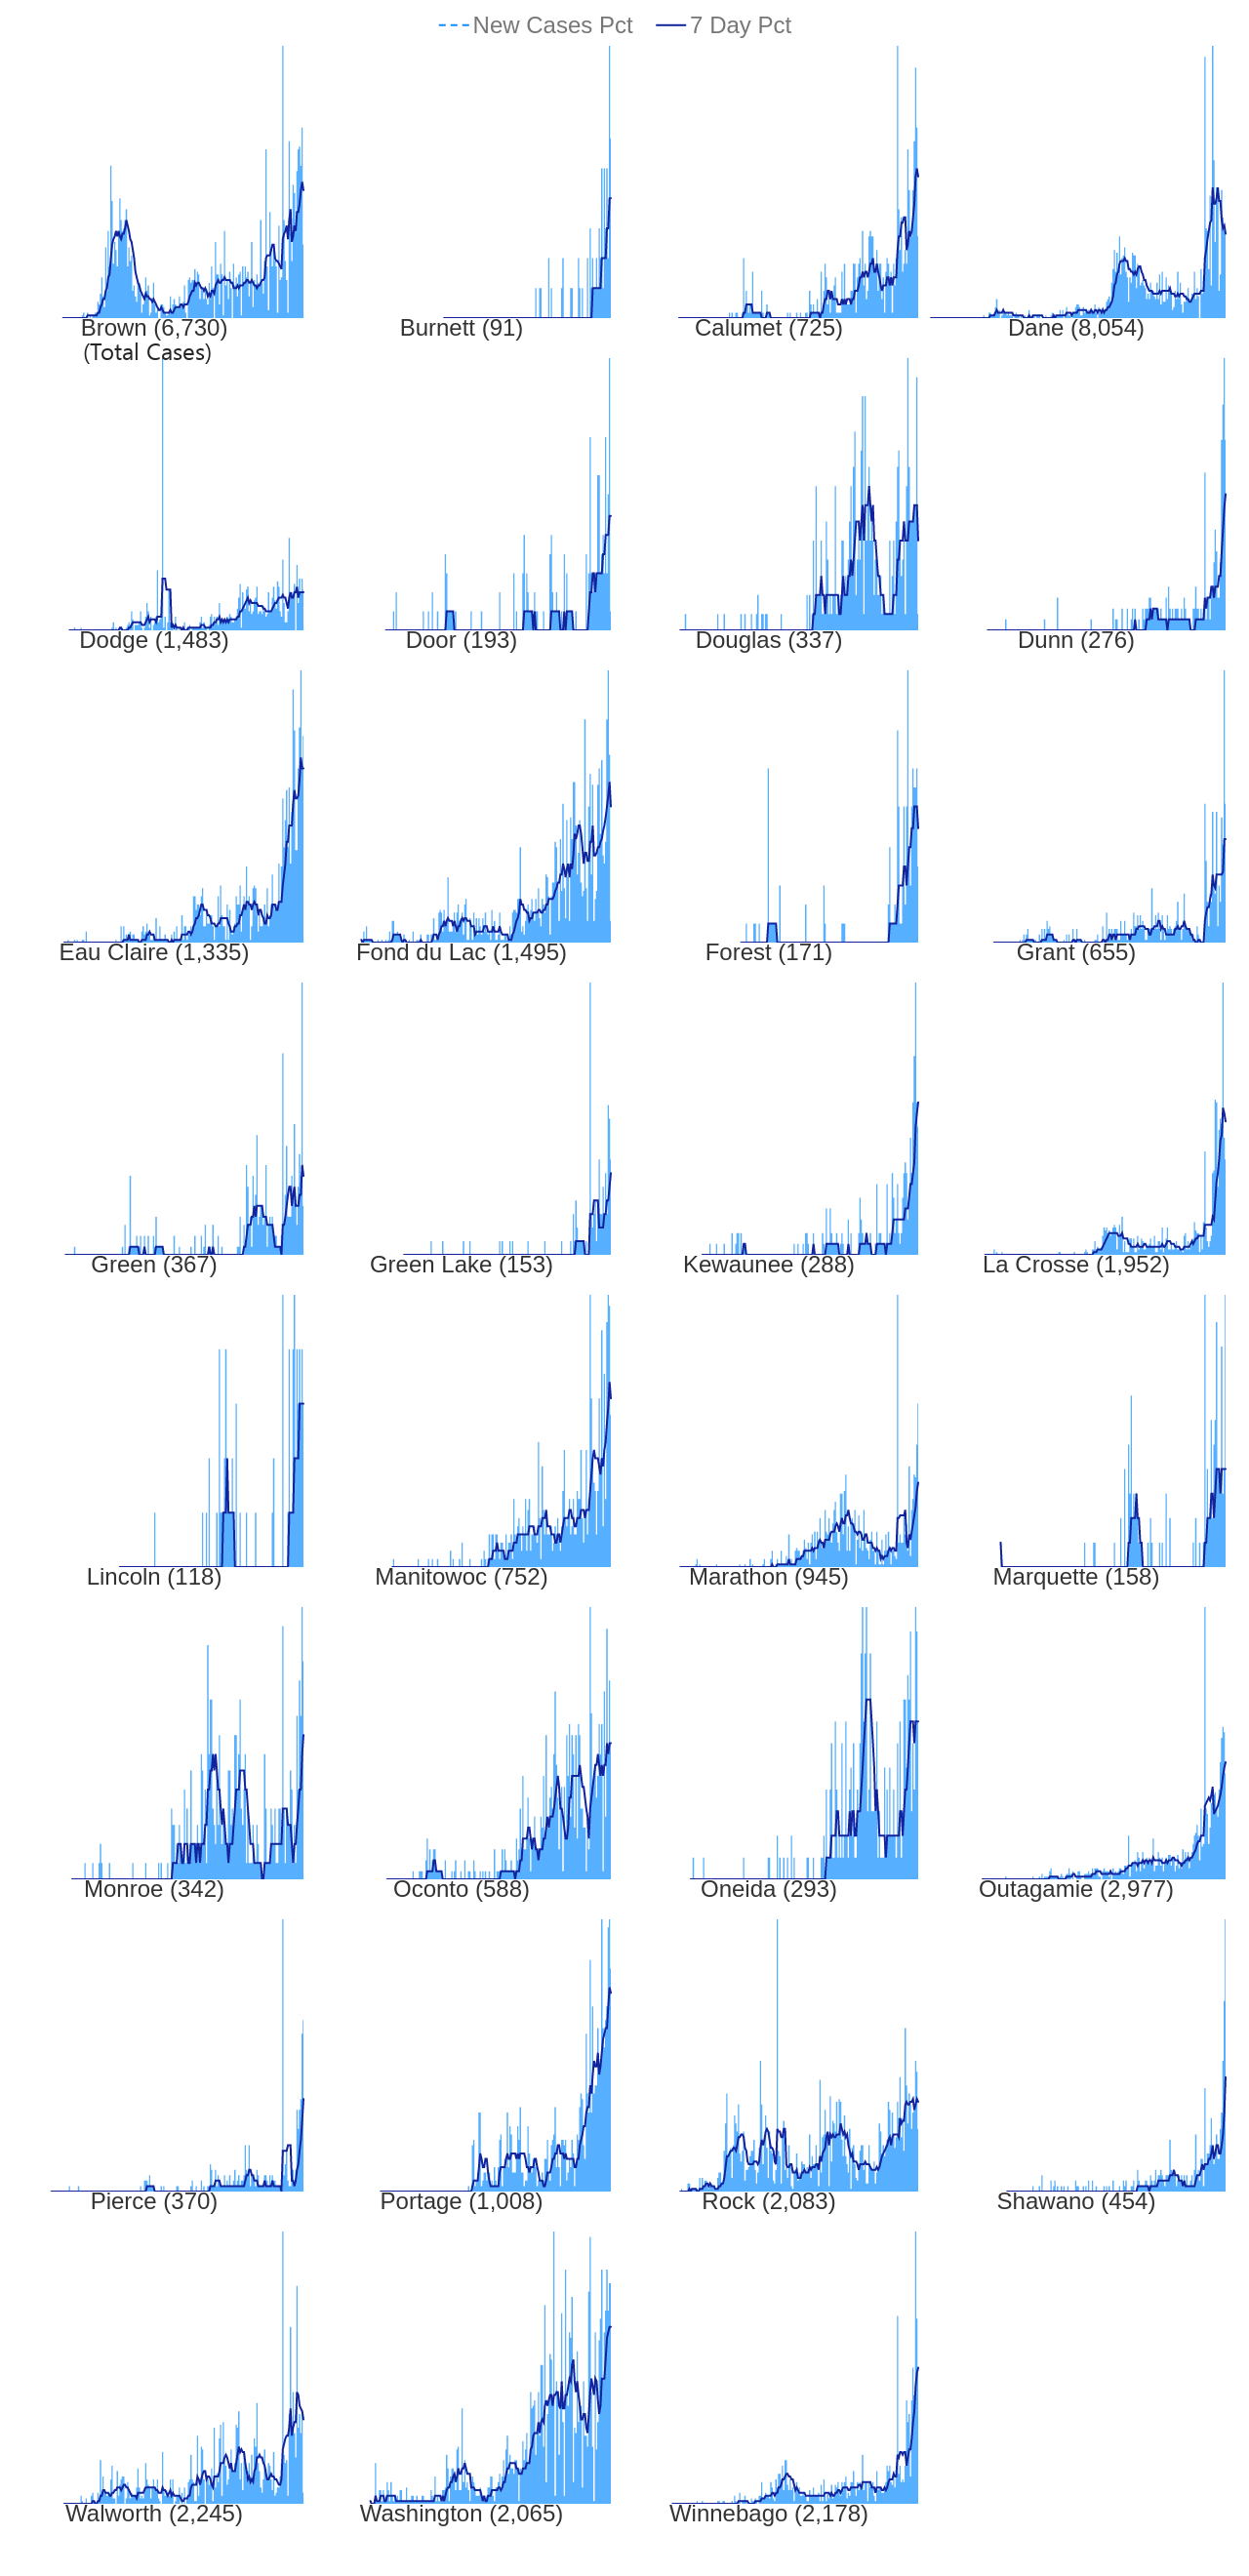 New Cases Pct 7 Day Pct
Brown (6,730) Burnett (91) Calumet (725) Dane (8,054)
(Total Cases)
Dodge (1,483) Door (193) Douglas (337) Dunn (276)
Eau Claire (1,335) Fond du Lac (1,495) Forest (171) Grant (655)
Green (367) Green Lake (153) Kewaunee (288) La Crosse (1,952)
Lincoln (118) Manitowoc (752) Marathon (945) Marquette (158)
Monroe (342) Oconto (588) Oneida (293) Outagamie (2,977)
Pierce (370) Portage (1,008) Rock (2,083) Shawano (454)
Walworth (2,245) Washington (2,065) Winnebago (2,178)